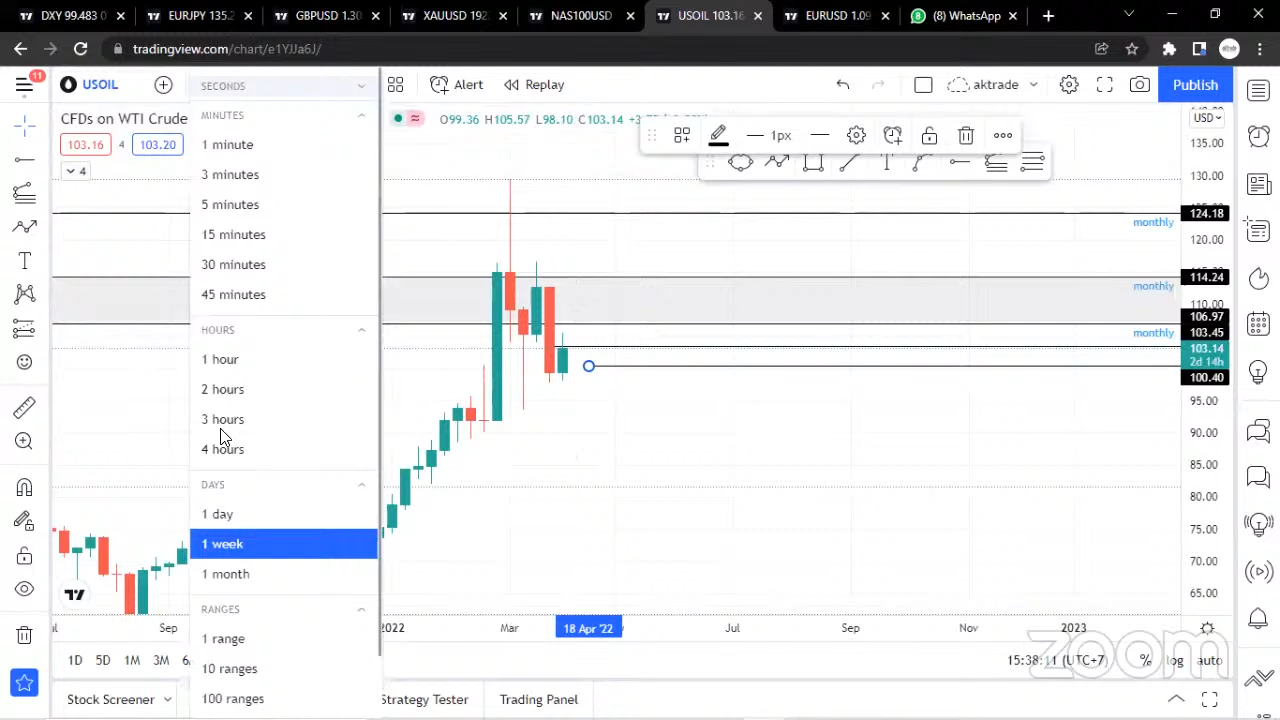 DXY 99.483 0
EURJPY 135.2
GBPUSD 1.30
XAUUSD 192
NAS100USD
USOIL 103.16
EURUSD 1.09
(8) WhatsApp
tradingview.com/chart/e1YJJa6J/
11
USOIL
SECONDS
Alert
Replay
aktrade
Publish
CFDs on WTI Crude
MINUTES
O99.36 H105.57 L98.10 C103.14
USD
103.16
4
103.20
1px
4
1 minute
3 minutes
5 minutes
15 minutes
30 minutes
45 minutes
HOURS
1 hour
2 hours
3 hours
4 hours
DAYS
1 day
1 week
1 month
RANGES
1 range
10 ranges
100 ranges
135.00
130.00
124.18
monthly
120.00
114.24
monthly
110.00
106.97
103.45
monthly
103.14
2d 14h
100.40
95.00
90.00
85.00
80.00
75.00
70.00
65.00
Sep
2022
Mar
18 Apr '22
Jul
Sep
Nov
2023
1D
5D
1M
3M
15:38:11 (UTC+7)
%
log
auto
zoom
Stock Screener
Strategy Tester
Trading Panel